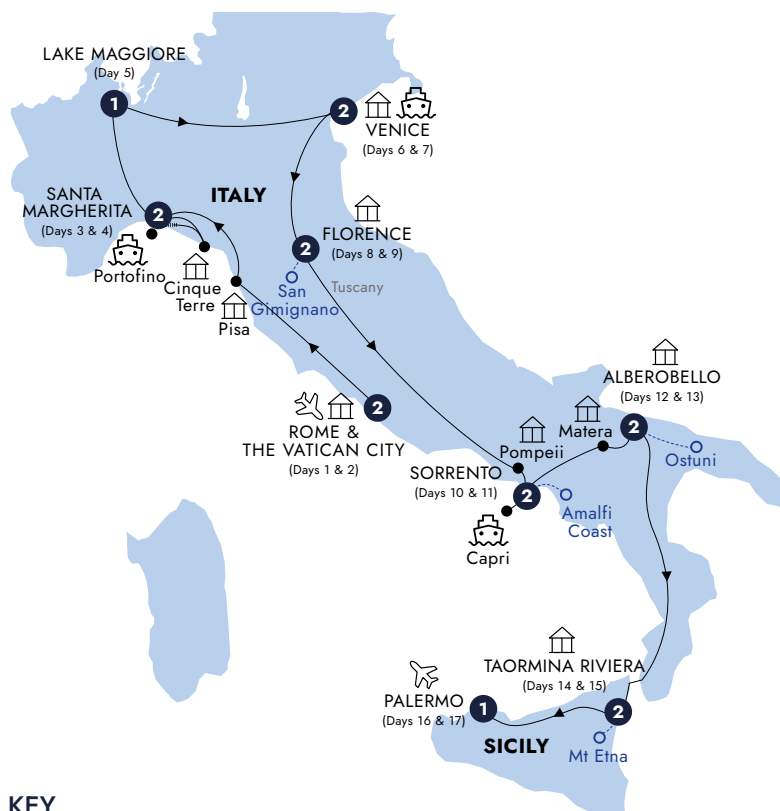 LAKE MAGGIORE
(Day 5)
1
2
VENICE
(Days 6 & 7)
SANTA
MARGHERITA
(Days 3 & 4)
2
ITALY
Portofino
Cinque
Terre
Pisa
FLORENCE
(Days 8 & 9)
2
San
Gimignano
Tuscany
2
ROME &
THE VATICAN CITY
(Days 1 & 2)
ALBEROBELLO
(Days 12 & 13)
2
Matera
Pompeii
Ostuni
SORRENTO
(Days 10 & 11)
2
Amalfi
Coast
Capri
TAORMINA RIVIERA
(Days 14 & 15)
2
PALERMO
(Days 16 & 17)
1
SICILY
Mt Etna
KEY